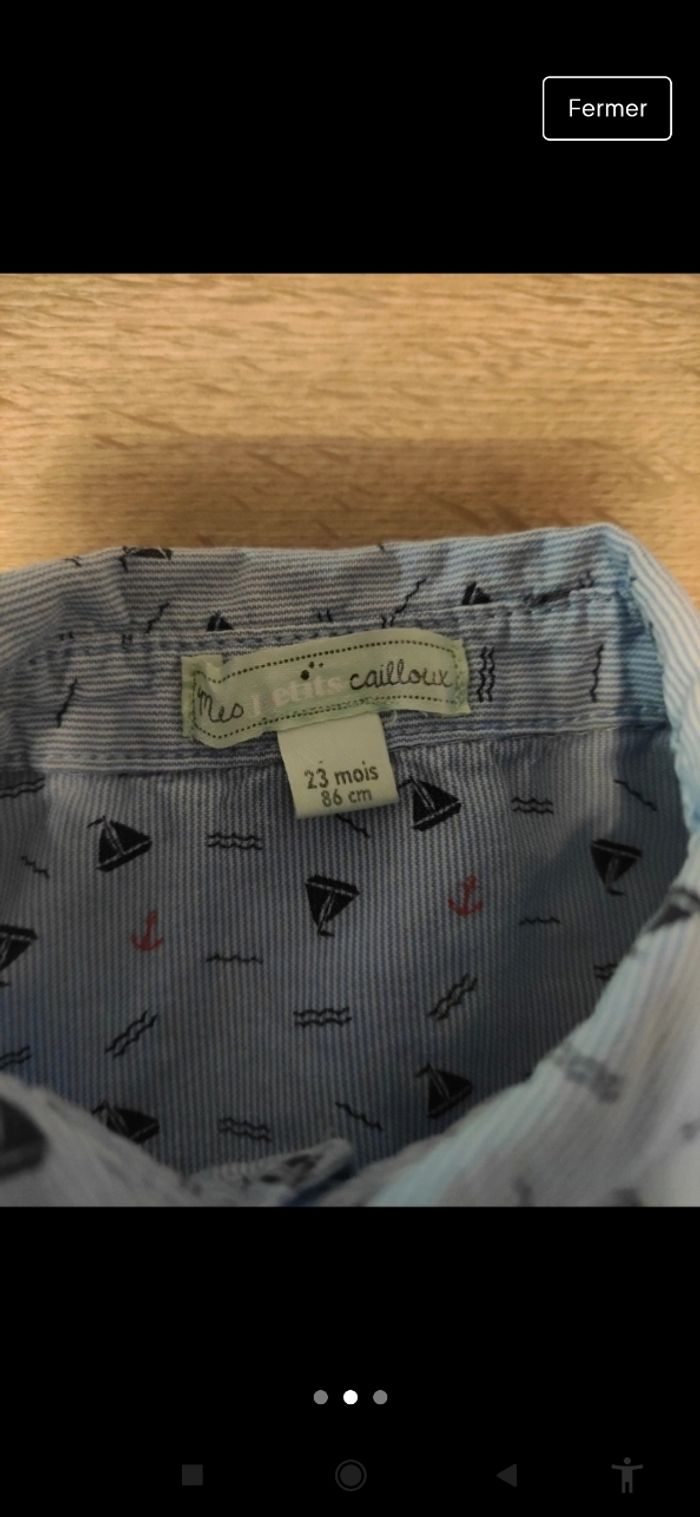 Fermer
Mes Petits cailloux
23 mois
86 cm